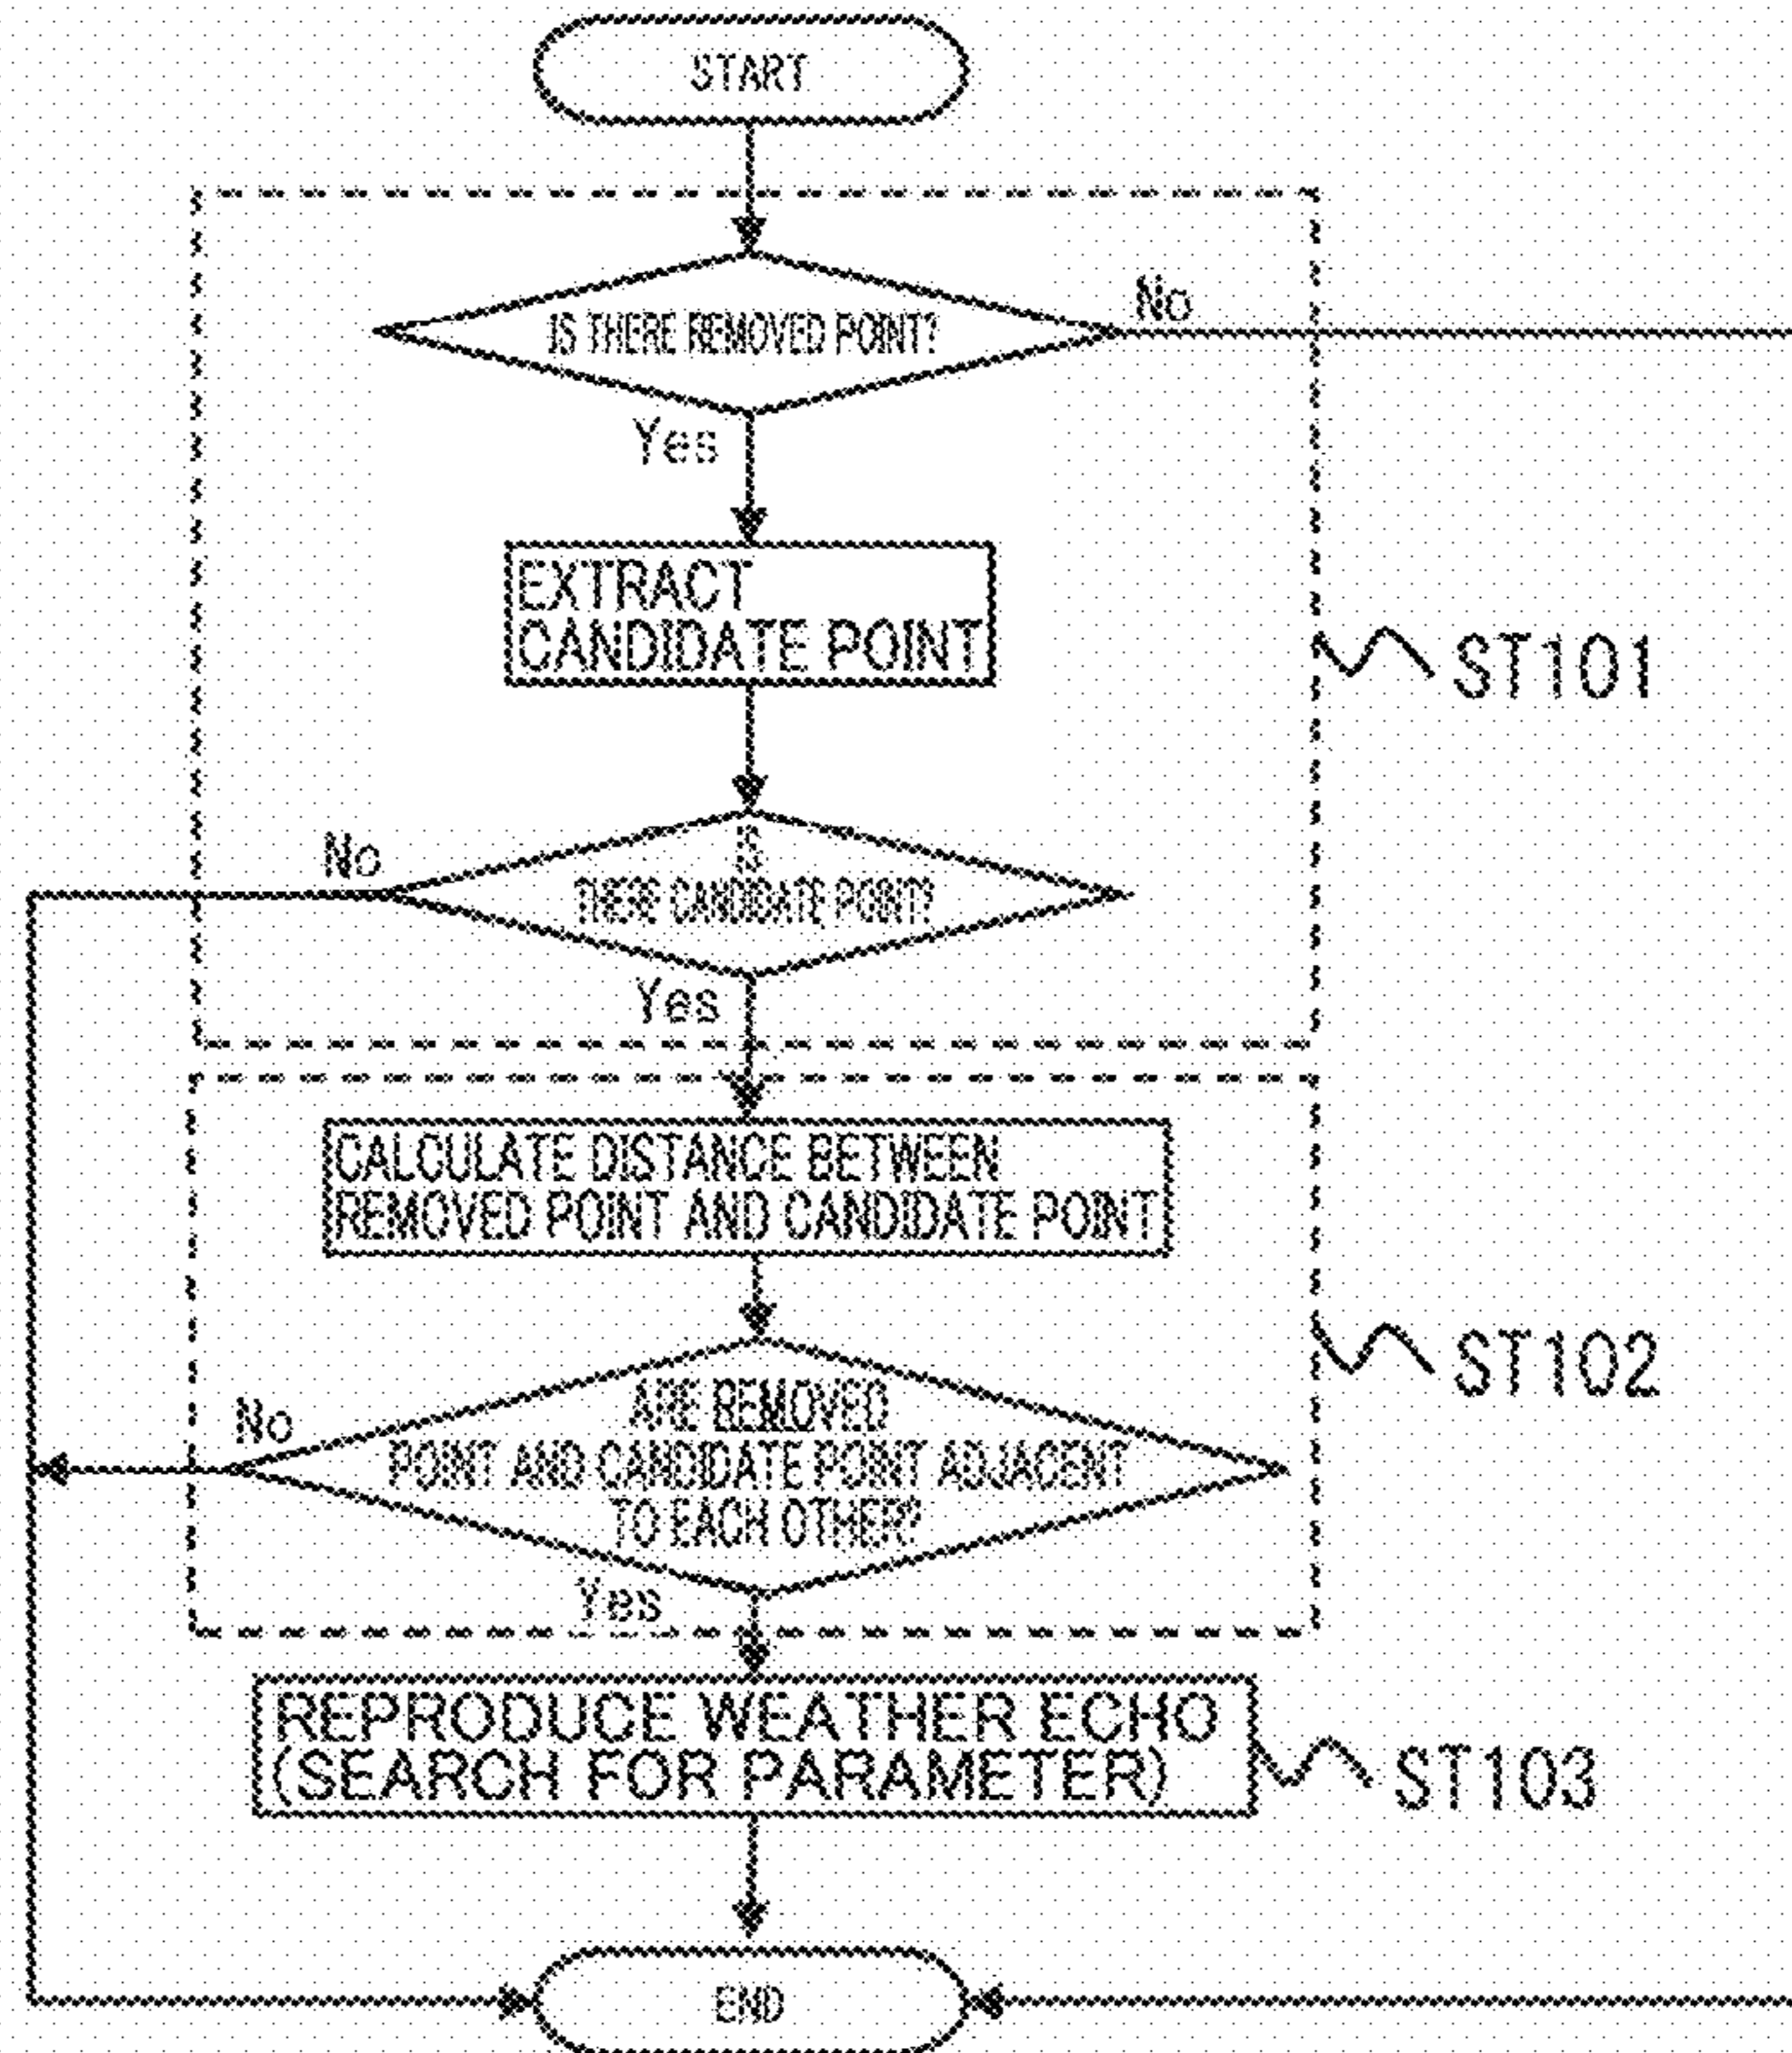 START
IS THERE REMOVED POINT?
No
Yes
EXTRACT
CANDIDATE POINT
ST101
IS
THERE CANDIDATE POINT?
No
Yes
CALCULATE DISTANCE BETWEEN
REMOVED POINT AND CANDIDATE POINT
ARE REMOVED
POINT AND CANDIDATE POINT ADJACENT
TO EACH OTHER?
ST102
No
Yes
REPRODUCE WEATHER ECHO
(SEARCH FOR PARAMETER)
ST103
END